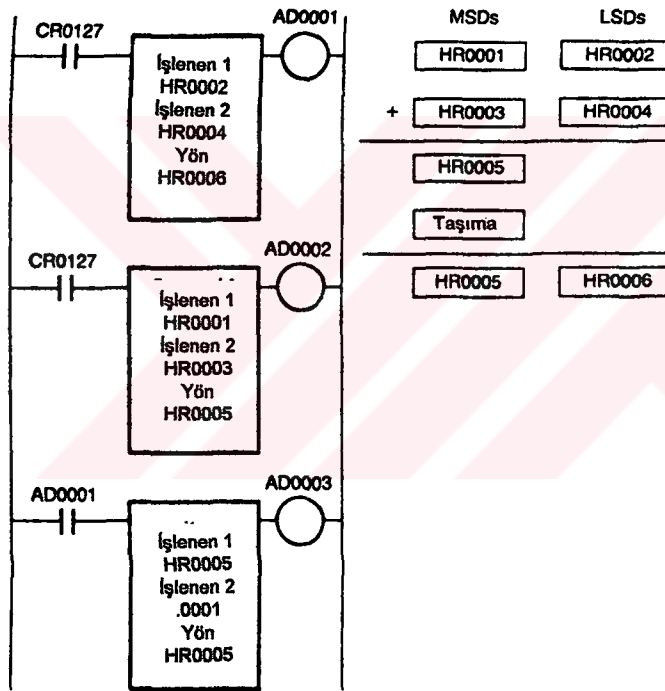 CR0127
AD0001
İşlenen 1
HR0002
İşlenen 2
HR0004
Yön
HR0006
CR0127
AD0002
İşlenen 1
HR0001
İşlenen 2
HR0003
Yön
HR0005
AD0001
AD0003
İşlenen 1
HR0005
İşlenen 2
.0001
Yön
HR0005
MSDs LSDs
HR0001 HR0002
+ HR0003 HR0004
HR0005
Taşıma
HR0005 HR0006